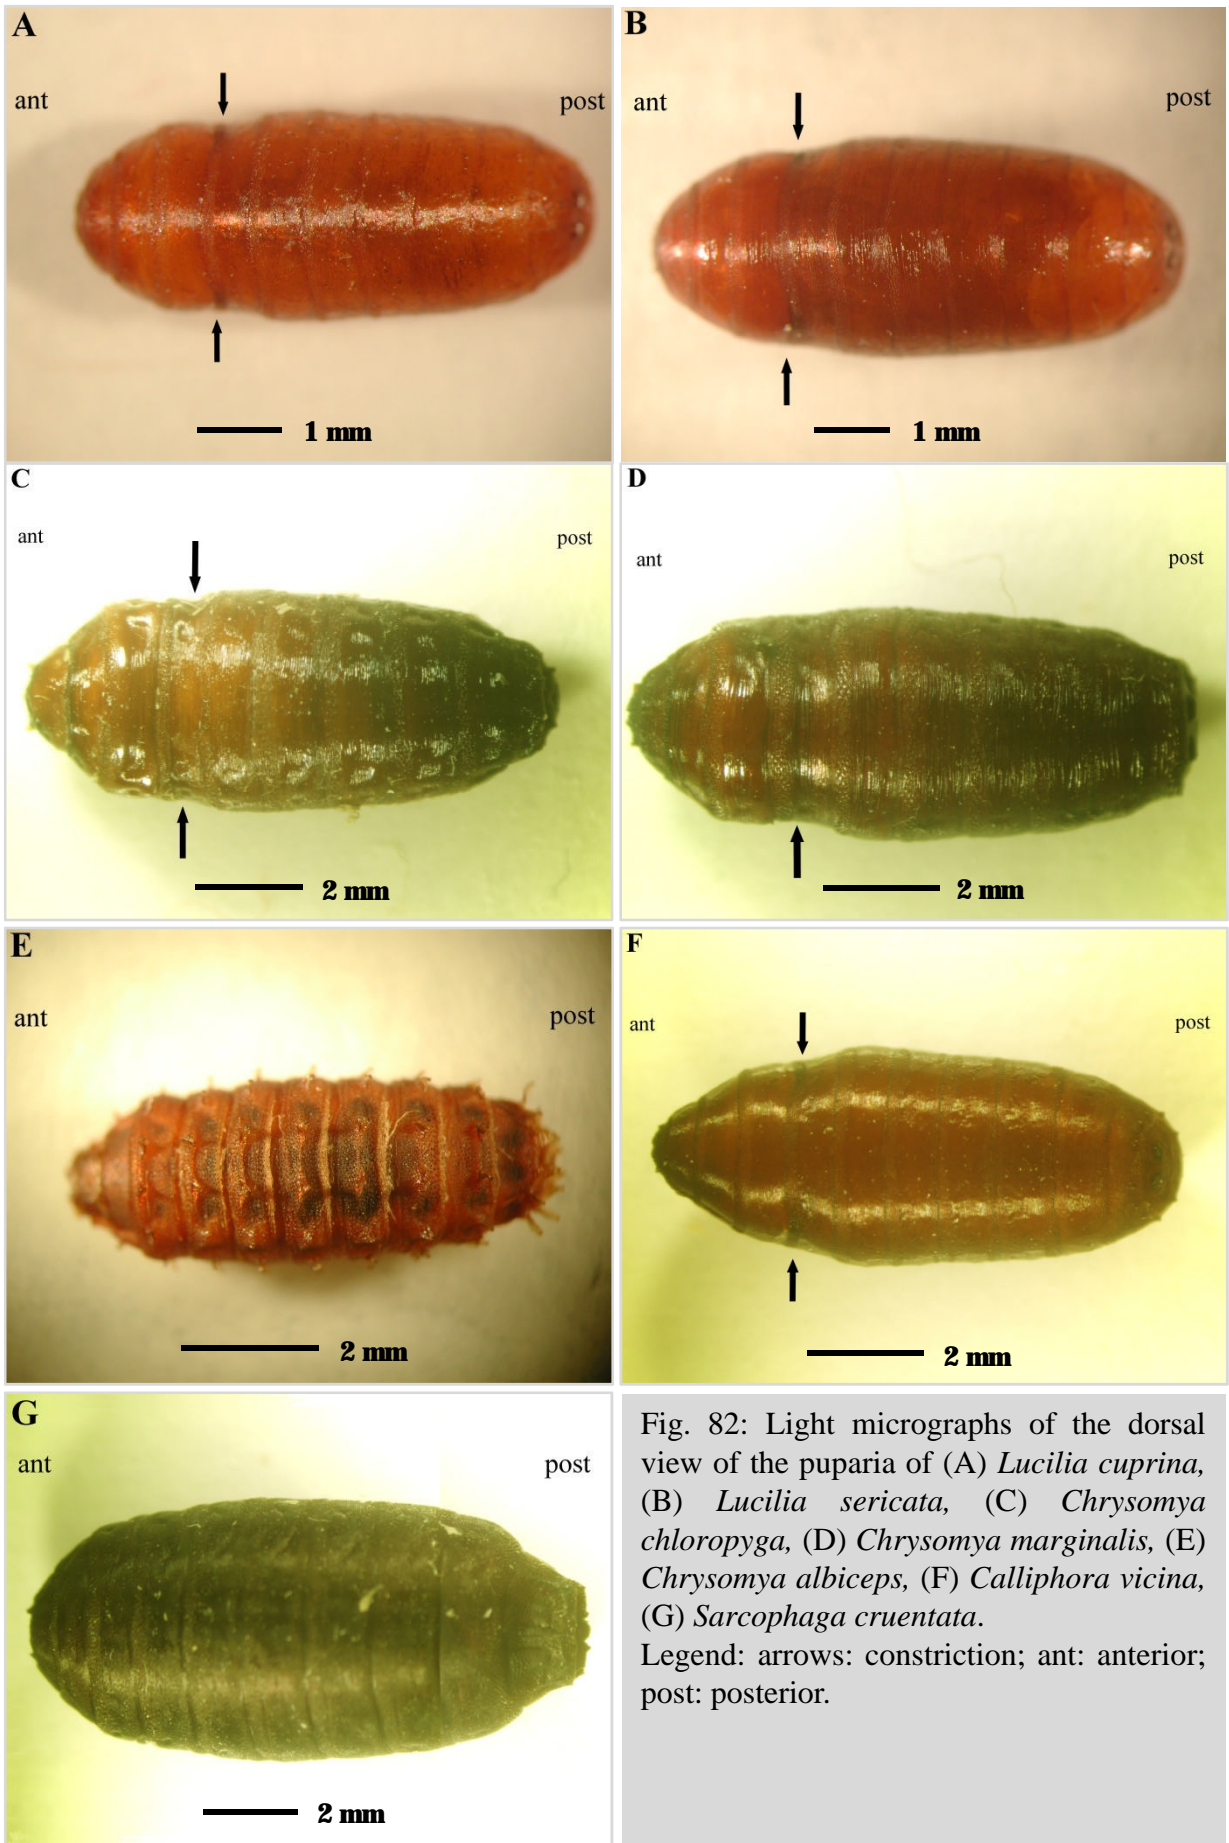 A
ant
post
1 mm
B
ant
post
1 mm
C
ant
post
2 mm
D
ant
post
2 mm
E
ant
post
2 mm
F
ant
post
2 mm
G
ant
post
2 mm
Fig. 82: Light micrographs of the dorsal
view of the puparia of (A) Lucilia cuprina,
(B) Lucilia sericata, (C) Chrysomya
chloropyga, (D) Chrysomya marginalis, (E)
Chrysomya albiceps, (F) Calliphora vicina,
(G) Sarcophaga cruentata.
Legend: arrows: constriction; ant: anterior;
post: posterior.